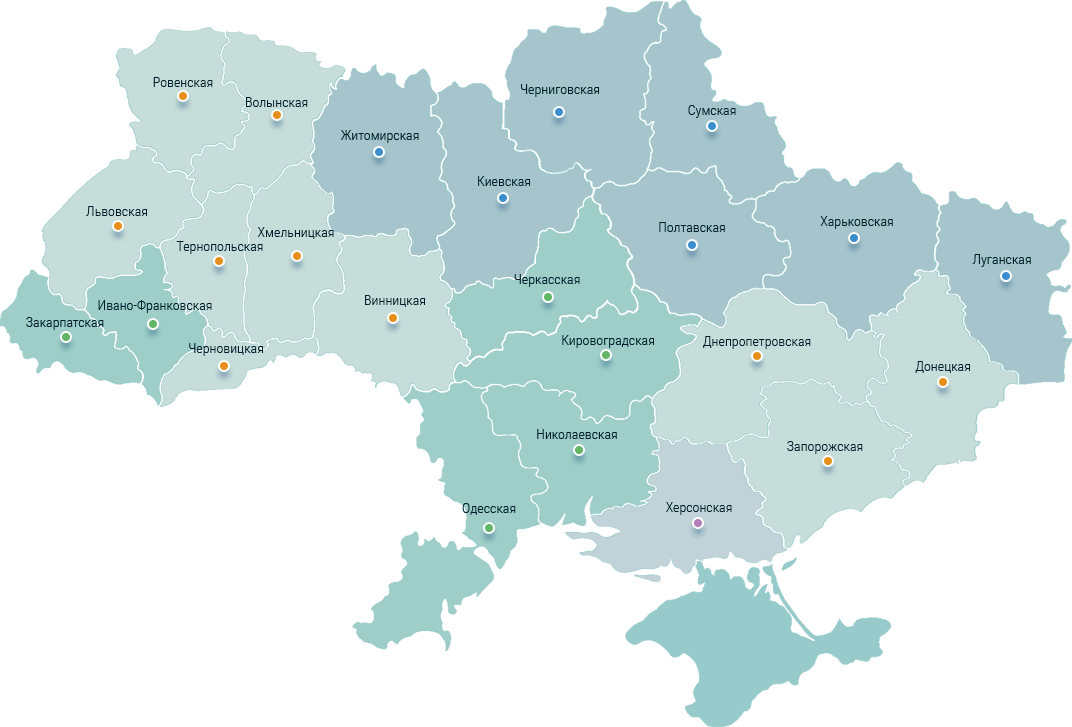 Ровенская
Волынская
Черниговская
Сумская
Житомирская
Киевская
Львовская
Хмельницкая
Тернопольская
Полтавская
Харьковская
Луганская
Черкасская
Ивано-Франковская
Винницкая
Закарпатская
Черновицкая
Кировоградская
Днепропетровская
Донецкая
Николаевская
Запорожская
Одесская
Херсонская